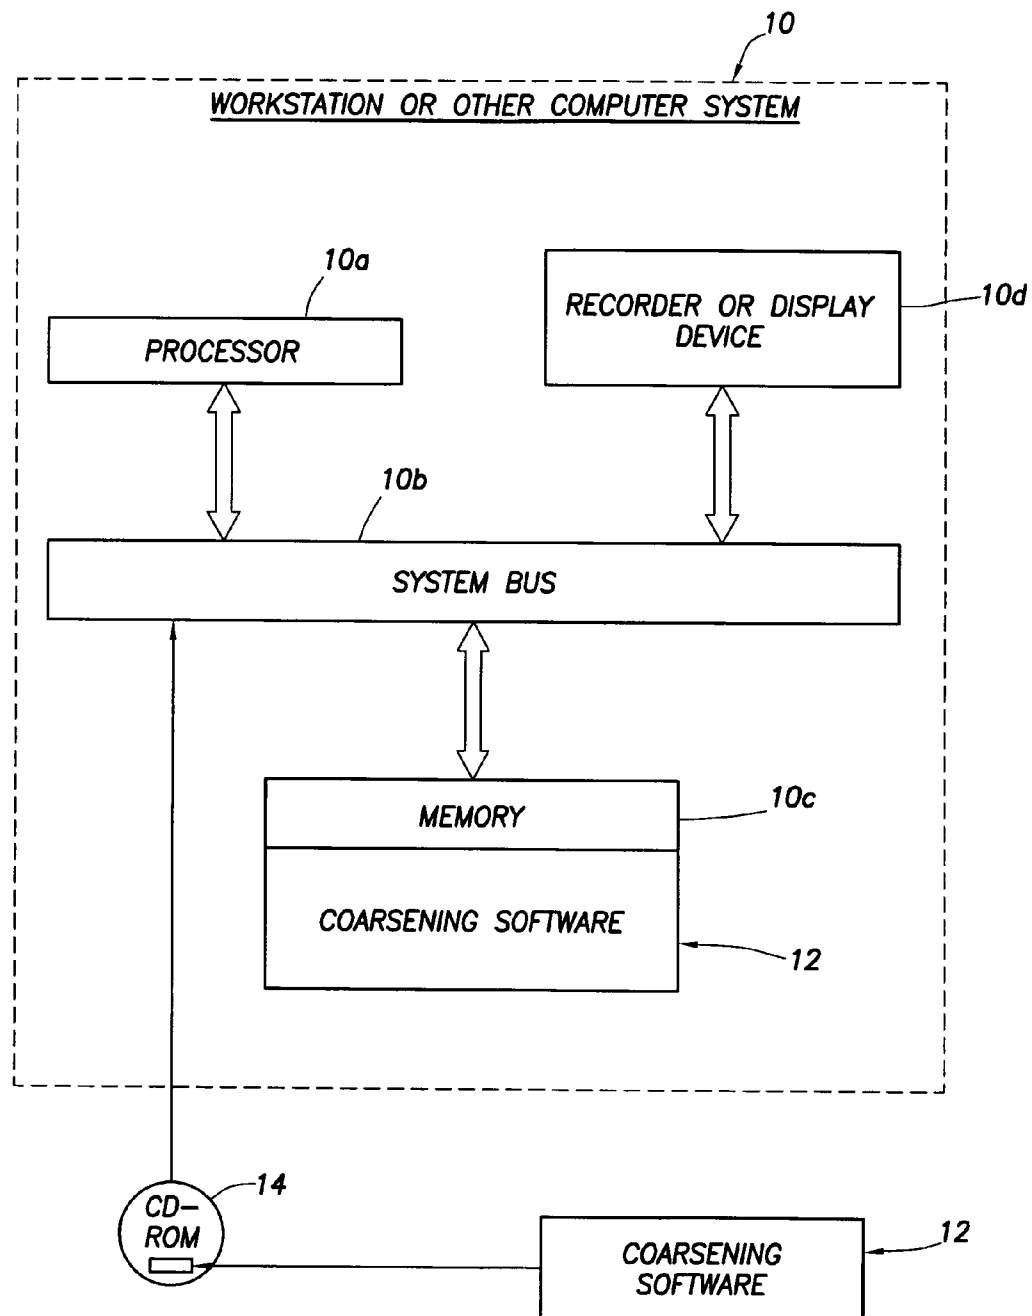 10
WORKSTATION OR OTHER COMPUTER SYSTEM
10a
PROCESSOR
RECORDER OR DISPLAY
DEVICE
10d
10b
SYSTEM BUS
MEMORY
10c
COARSENING SOFTWARE
12
CD-
ROM
14
COARSENING
SOFTWARE
12